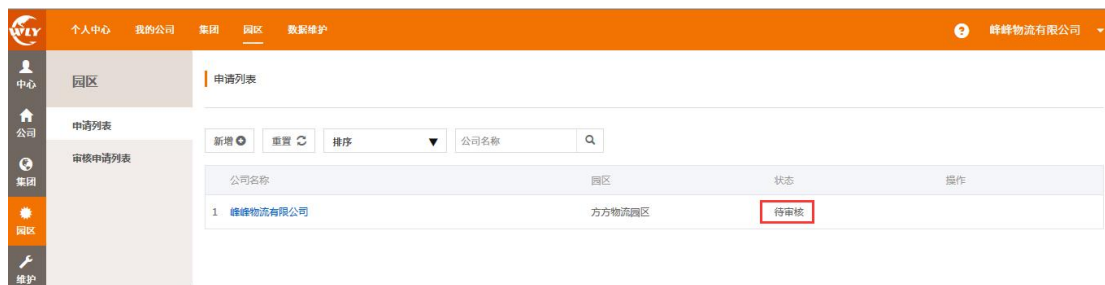 WLY
个人中心 我的公司 集团 园区 数据维护
? 峰峰物流有限公司
中心
公司
集团
园区
维护
园区
申请列表
审核申请列表
申请列表
新增 重置 排序 公司名称
公司名称 园区 状态 操作
1 峰峰物流有限公司 方方物流园区 待审核